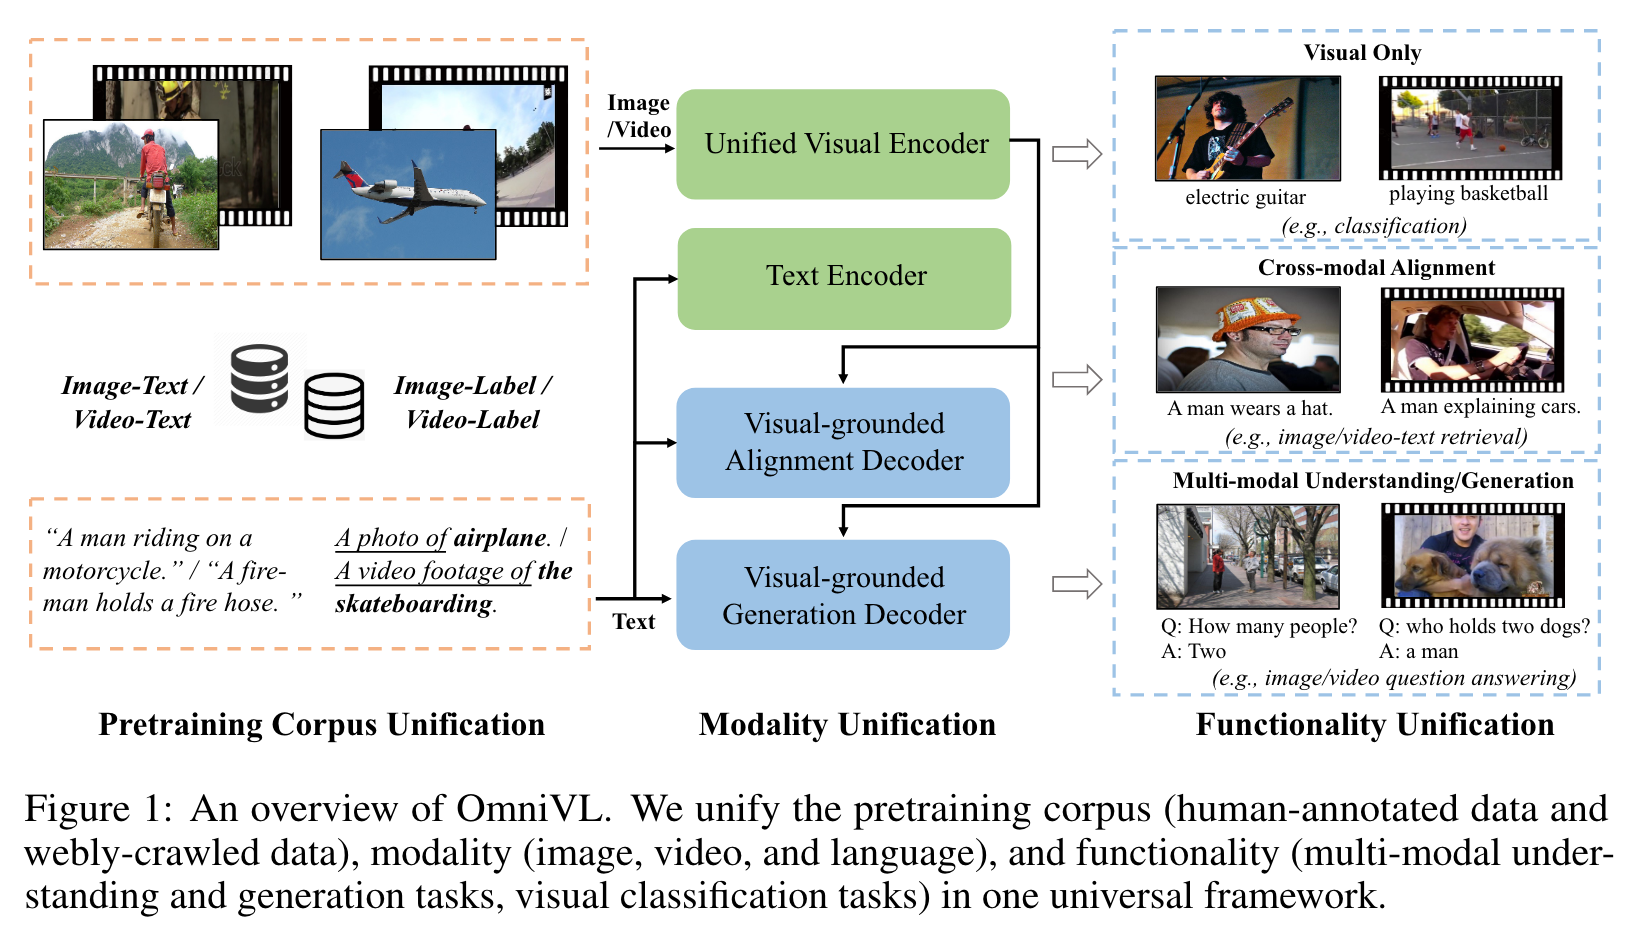 Image
/Video
Unified Visual Encoder
Text Encoder
Image-Text /
Video-Text
Image-Label /
Video-Label
Visual-grounded
Alignment Decoder
“A man riding on a
motorcycle.” / “A fire-
man holds a fire hose. ”
A photo of airplane. /
A video footage of the
skateboarding.
Text
Visual-grounded
Generation Decoder
Visual Only
electric guitar
playing basketball
(e.g., classification)
Cross-modal Alignment
A man wears a hat.
A man explaining cars.
(e.g., image/video-text retrieval)
Multi-modal Understanding/Generation
Q: How many people?
A: Two
Q: who holds two dogs?
A: a man
(e.g., image/video question answering)
Pretraining Corpus Unification
Modality Unification
Functionality Unification
Figure 1: An overview of OmniVL. We unify the pretraining corpus (human-annotated data and
webly-crawled data), modality (image, video, and language), and functionality (multi-modal under-
standing and generation tasks, visual classification tasks) in one universal framework.